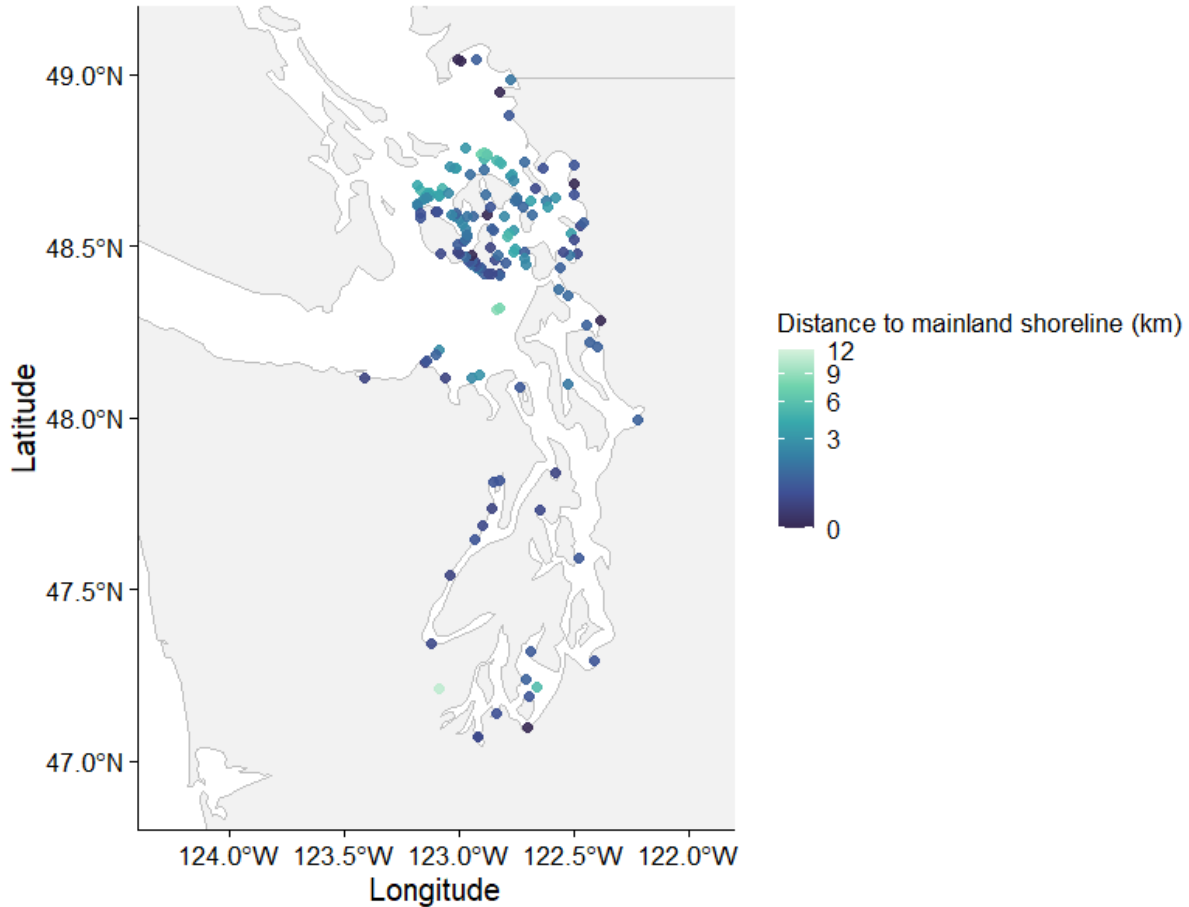 49.0°N
48.5°N
48.0°N
47.5°N
47.0°N
Latitude
124.0°W 123.5°W 123.0°W 122.5°W 122.0°W
Longitude
Distance to mainland shoreline (km)
12
9
6
3
0